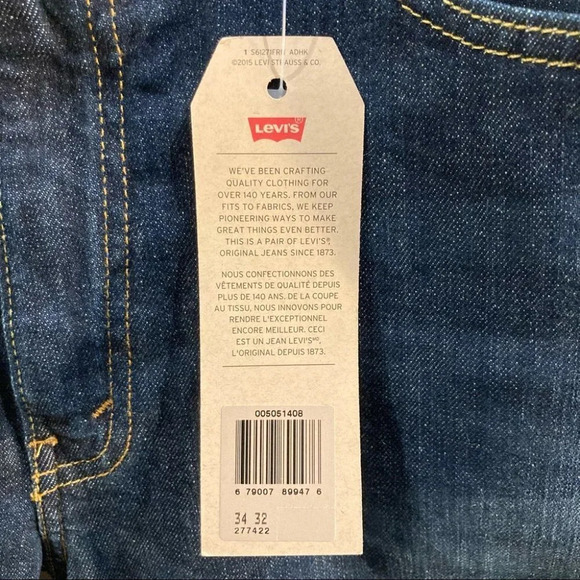 1 S61271FRII ADHK
©2015 LEVI STRAUSS & CO.
LEVI'S®
WE'VE BEEN CRAFTING
QUALITY CLOTHING FOR
OVER 140 YEARS. FROM OUR
FITS TO FABRICS, WE KEEP
PIONEERING WAYS TO MAKE
GREAT THINGS EVEN BETTER.
THIS IS A PAIR OF LEVI'S®
ORIGINAL JEANS SINCE 1873.
NOUS CONFECTIONNONS DES
VÊTEMENTS DE QUALITÉ DEPUIS
PLUS DE 140 ANS. DE LA COUPE
AU TISSU, NOUS INNOVONS POUR
RENDRE L'EXCEPTIONNEL
ENCORE MEILLEUR. CECI
EST UN JEAN LEVI'SMD,
L'ORIGINAL DEPUIS 1873.
005051408
6 79007 89947 6
34 32
277422